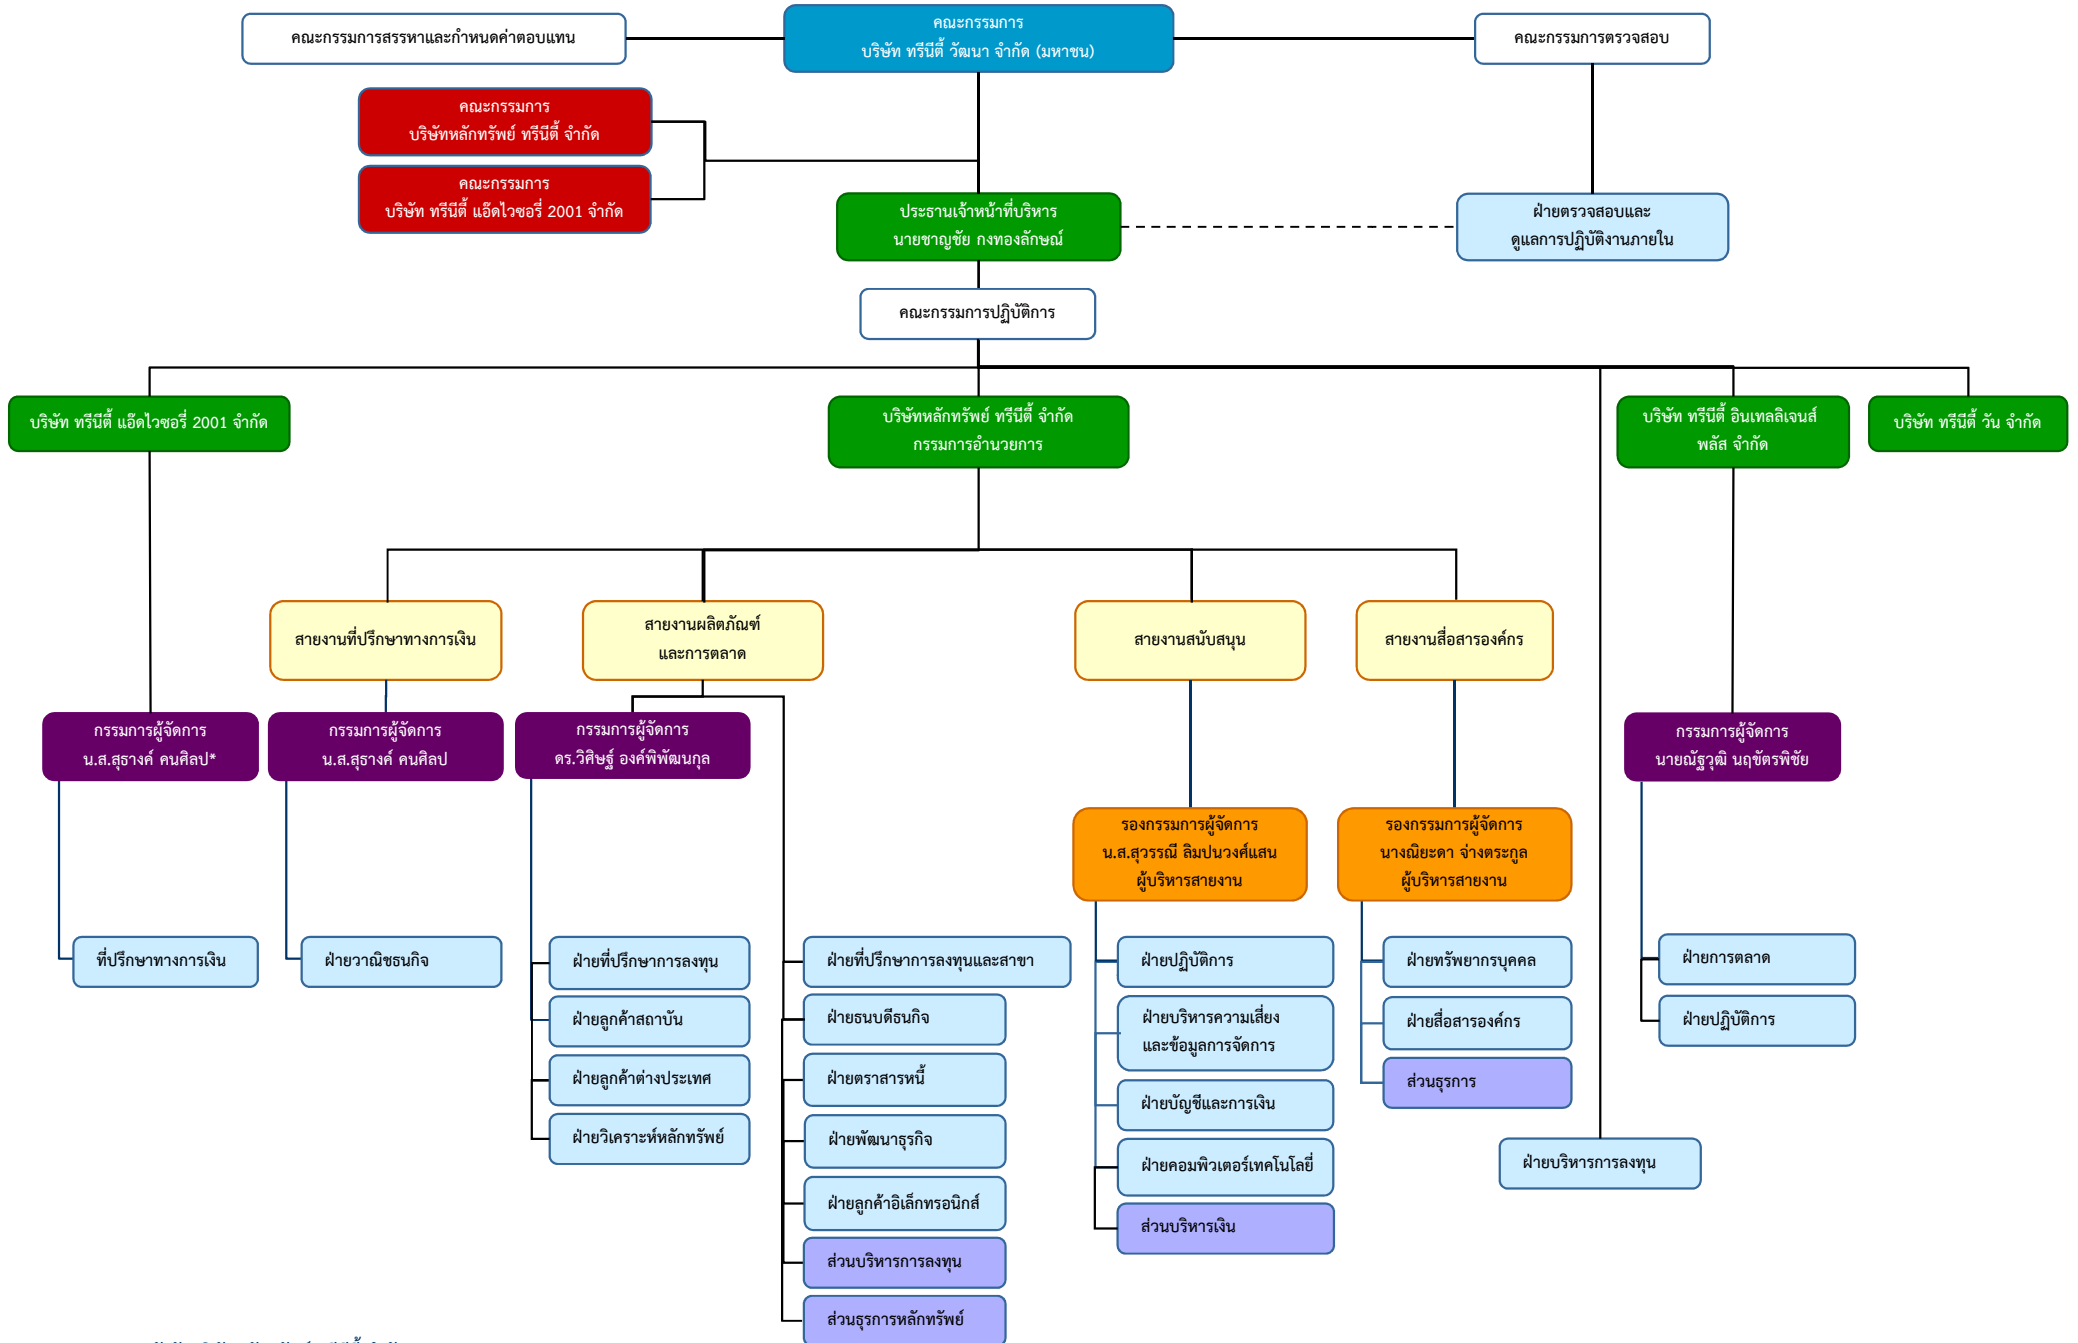 คณะกรรมการสรรหาและกำหนดค่าตอบแทน
คณะกรรมการ
บริษัท ทรีนีตี้ วัฒนา จำกัด (มหาชน)
คณะกรรมการตรวจสอบ
คณะกรรมการ
บริษัทหลักทรัพย์ ทรีนีตี้ จำกัด
คณะกรรมการ
บริษัท ทรีนีตี้ แอ๊ดไวซอรี่ 2001 จำกัด
ประธานเจ้าหน้าที่บริหาร
นายชาญชัย กงทองลักษณ์
ฝ่ายตรวจสอบและ
ดูแลการปฏิบัติงานภายใน
คณะกรรมการปฏิบัติการ
บริษัท ทรีนีตี้ แอ๊ดไวซอรี่ 2001 จำกัด
บริษัทหลักทรัพย์ ทรีนีตี้ จำกัด
กรรมการอำนวยการ
บริษัท ทรีนีตี้ อินเทลลิเจนส์
พลัส จำกัด
บริษัท ทรีนีตี้ วัน จำกัด
สายงานที่ปรึกษาทางการเงิน
สายงานผลิตภัณฑ์
และการตลาด
สายงานสนับสนุน
สายงานสื่อสารองค์กร
กรรมการผู้จัดการ
น.ส.สุธางค์ คนศิลป*
กรรมการผู้จัดการ
น.ส.สุธางค์ คนศิลป
กรรมการผู้จัดการ
ดร.วิศิษฐ์ องค์พิพัฒนกุล
กรรมการผู้จัดการ
นายณัฐวุฒิ นฤขัตรพิชัย
รองกรรมการผู้จัดการ
น.ส.สุวรรณี ลิมปนวงศ์แสน
ผู้บริหารสายงาน
รองกรรมการผู้จัดการ
นางณิยะดา จ่างตระกูล
ผู้บริหารสายงาน
ที่ปรึกษาทางการเงิน
ฝ่ายวาณิชธนกิจ
ฝ่ายที่ปรึกษาการลงทุน
ฝ่ายลูกค้าสถาบัน
ฝ่ายลูกค้าต่างประเทศ
ฝ่ายวิเคราะห์หลักทรัพย์
ฝ่ายที่ปรึกษาการลงทุนและสาขา
ฝ่ายธนบดีธนกิจ
ฝ่ายตราสารหนี้
ฝ่ายพัฒนาธุรกิจ
ฝ่ายลูกค้าอิเล็กทรอนิกส์
ส่วนบริหารการลงทุน
ส่วนธุรการหลักทรัพย์
ฝ่ายปฏิบัติการ
ฝ่ายบริหารความเสี่ยง
และข้อมูลการจัดการ
ฝ่ายบัญชีและการเงิน
ฝ่ายคอมพิวเตอร์เทคโนโลยี่
ส่วนบริหารเงิน
ฝ่ายทรัพยากรบุคคล
ฝ่ายสื่อสารองค์กร
ส่วนธุรการ
ฝ่ายบริหารการลงทุน
ฝ่ายการตลาด
ฝ่ายปฏิบัติการ